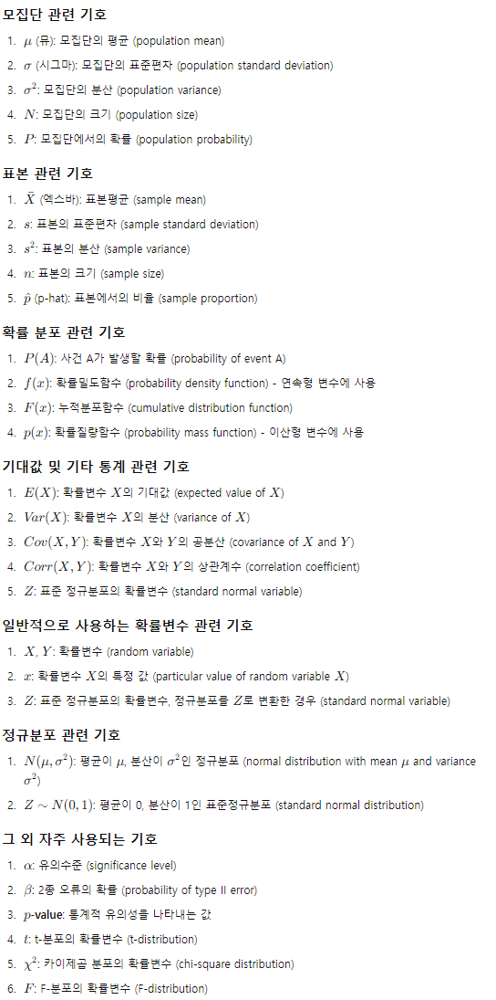 모집단 관련 기호
1. μ (뮤): 모집단의 평균 (population mean)
2. σ (시그마): 모집단의 표준편차 (population standard deviation)
3. σ²: 모집단의 분산 (population variance)
4. N: 모집단의 크기 (population size)
5. P: 모집단에서의 확률 (population probability)
표본 관련 기호
1. X̄ (엑스바): 표본평균 (sample mean)
2. s: 표본의 표준편차 (sample standard deviation)
3. s²: 표본의 분산 (sample variance)
4. n: 표본의 크기 (sample size)
5. p̂ (p-hat): 표본에서의 비율 (sample proportion)
확률 분포 관련 기호
1. P(A): 사건 A가 발생할 확률 (probability of event A)
2. f(x): 확률밀도함수 (probability density function) - 연속형 변수에 사용
3. F(x): 누적분포함수 (cumulative distribution function)
4. p(x): 확률질량함수 (probability mass function) - 이산형 변수에 사용
기대값 및 기타 통계 관련 기호
1. E(X): 확률변수 X의 기대값 (expected value of X)
2. Var(X): 확률변수 X의 분산 (variance of X)
3. Cov(X, Y): 확률변수 X와 Y의 공분산 (covariance of X and Y)
4. Corr(X, Y): 확률변수 X와 Y의 상관계수 (correlation coefficient)
5. Z: 표준 정규분포의 확률변수 (standard normal variable)
일반적으로 사용하는 확률변수 관련 기호
1. X, Y: 확률변수 (random variable)
2. x: 확률변수 X의 특정 값 (particular value of random variable X)
3. Z: 표준 정규분포의 확률변수, 정규분포를 Z로 변환한 경우 (standard normal variable)
정규분포 관련 기호
1. N(μ, σ²): 평균이 μ, 분산이 σ²인 정규분포 (normal distribution with mean μ and variance
σ²)
2. Z ∼ N(0, 1): 평균이 0, 분산이 1인 표준정규분포 (standard normal distribution)
그 외 자주 사용되는 기호
1. α: 유의수준 (significance level)
2. β: 2종 오류의 확률 (probability of type II error)
3. p-value: 통계적 유의성을 나타내는 값
4. t: t-분포의 확률변수 (t-distribution)
5. χ²: 카이제곱 분포의 확률변수 (chi-square distribution)
6. F: F-분포의 확률변수 (F-distribution)